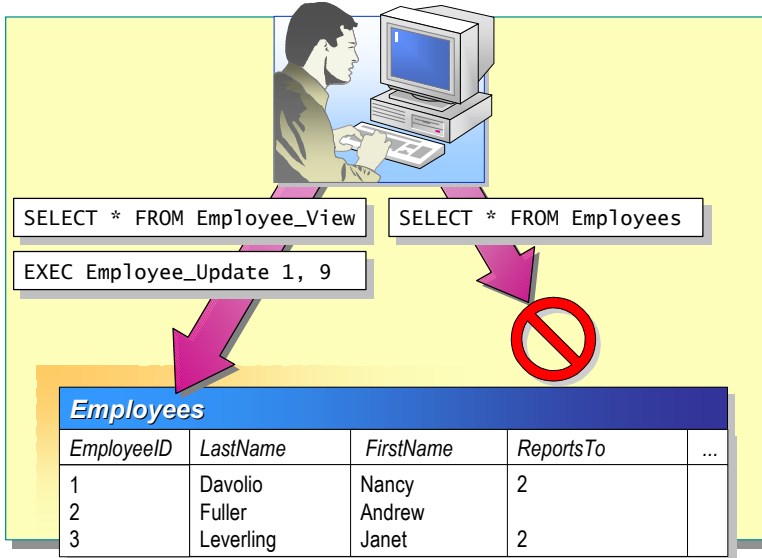 SELECT * FROM Employee_View
SELECT * FROM Employees
EXEC Employee_Update 1, 9
Employees
EmployeeID LastName FirstName ReportsTo ...
1 Davolio Nancy 2
2 Fuller Andrew
3 Leverling Janet 2